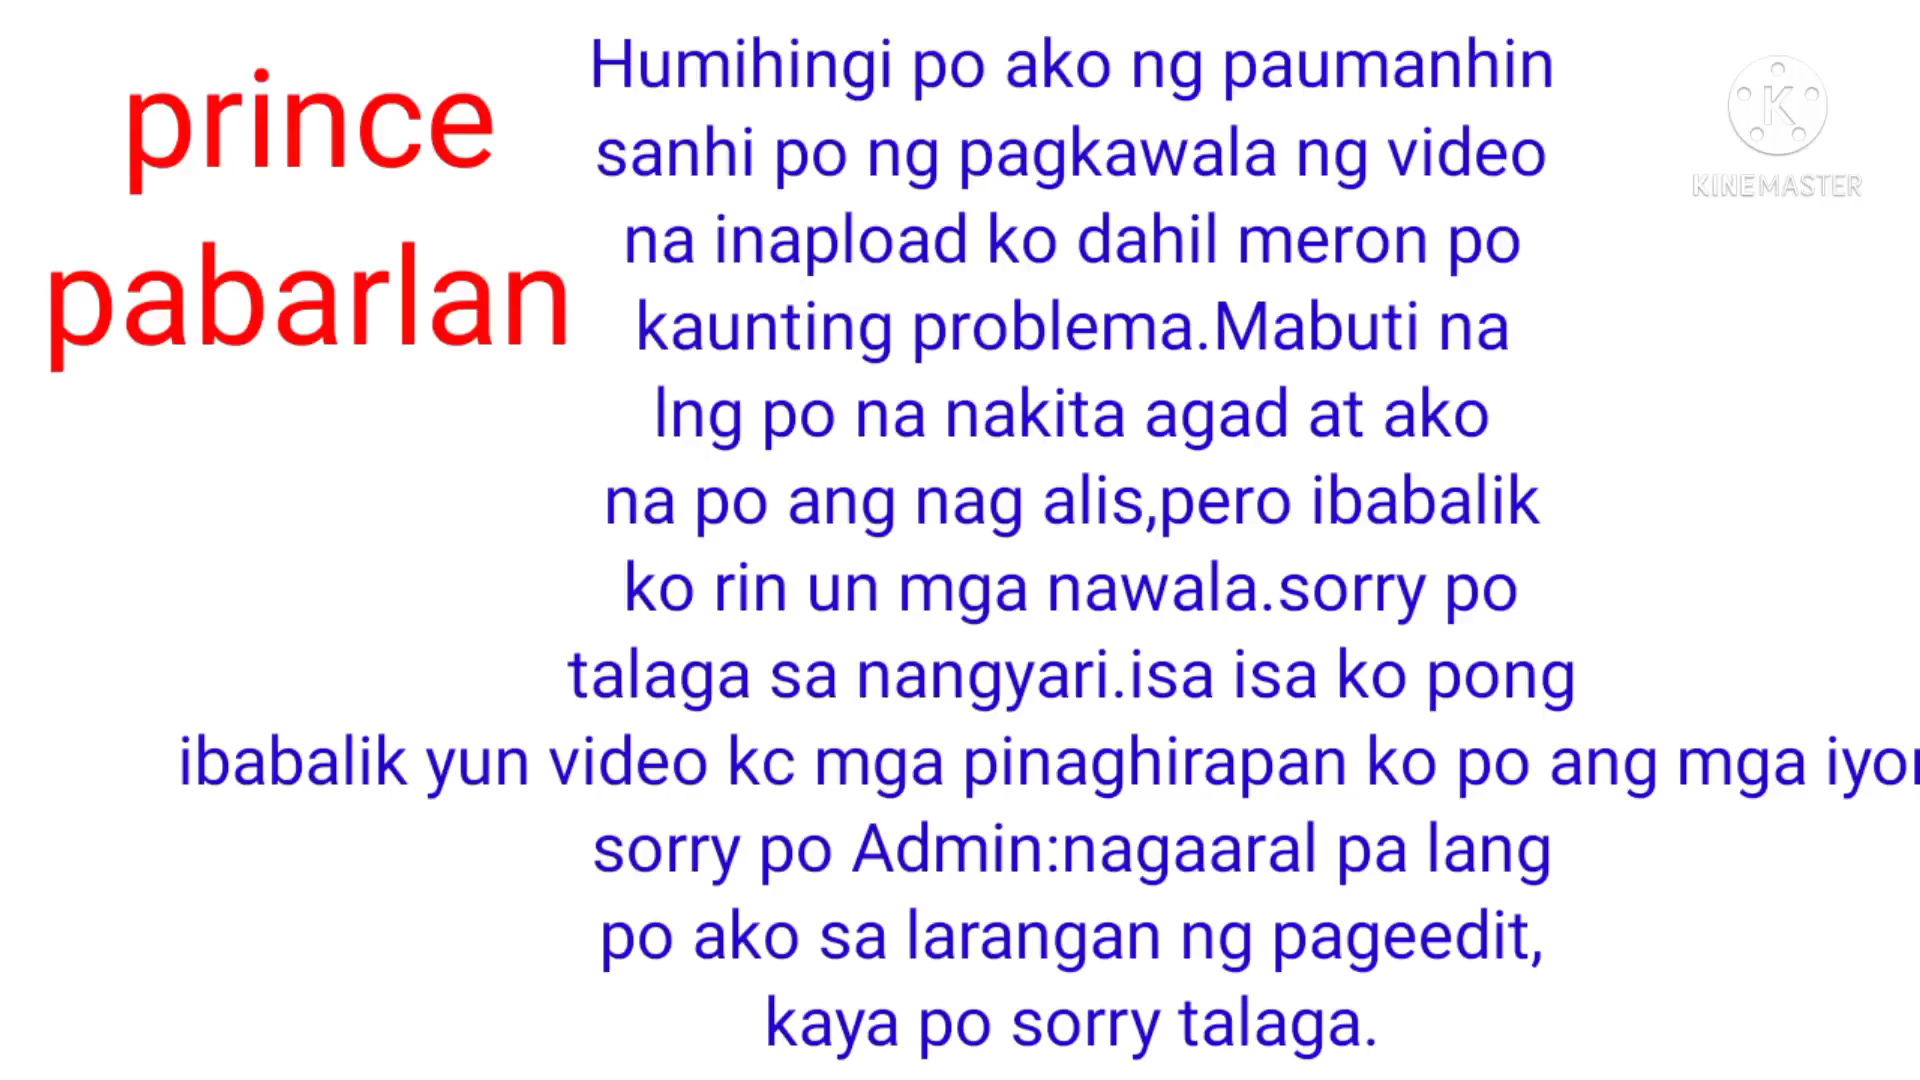 prince
pabarlan
Humihingi po ako ng paumanhin
sanhi po ng pagkawala ng video
na inapload ko dahil meron po
kaunting problema.Mabuti na
lng po na nakita agad at ako
na po ang nag alis,pero ibabalik
ko rin un mga nawala.sorry po
talaga sa nangyari.isa isa ko pong
ibabalik yun video kc mga pinaghirapan ko po ang mga
sorry po Admin:nagaaral pa lang
po ako sa larangan ng pageedit,
kaya po sorry talaga.
K
KINEMASTER